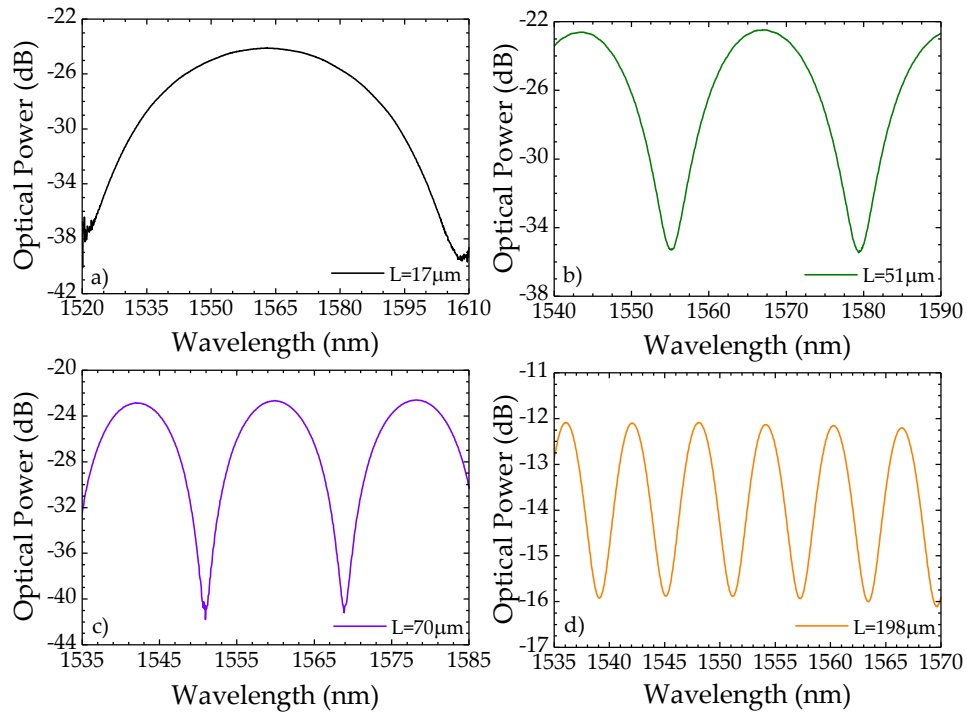 -22
-26
-30
-34
-38
-42
Optical Power (dB)
a)
L=17μm
1520 1535 1550 1565 1580 1595 1610
Wavelength (nm)
-22
-26
-30
-34
-38
Optical Power (dB)
b)
L=51μm
1540 1550 1560 1570 1580 1590
Wavelength (nm)
-20
-24
-28
-32
-36
-40
-44
Optical Power (dB)
c)
L=70μm
1535 1545 1555 1565 1575 1585
Wavelength (nm)
-11
-12
-13
-14
-15
-16
-17
Optical Power (dB)
d)
L=198μm
1535 1540 1545 1550 1555 1560 1565 1570
Wavelength (nm)